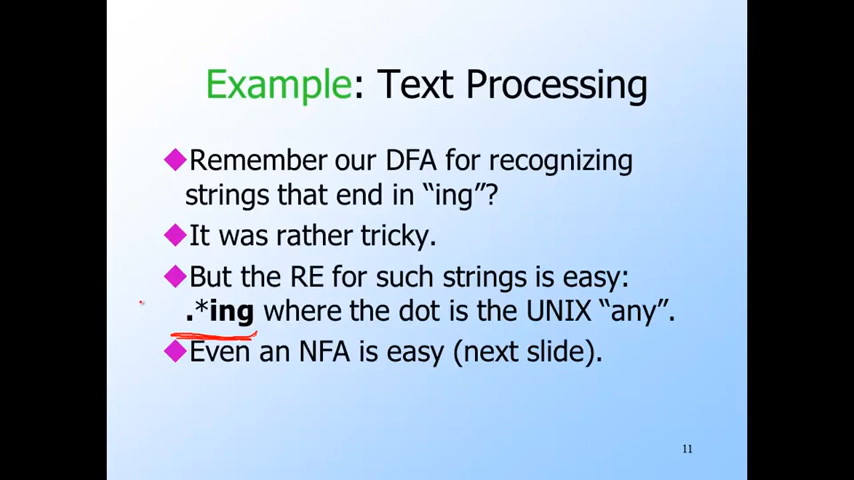 Example: Text Processing
Remember our DFA for recognizing
strings that end in “ing”?
It was rather tricky.
But the RE for such strings is easy:
.*ing where the dot is the UNIX “any”.
Even an NFA is easy (next slide).
11